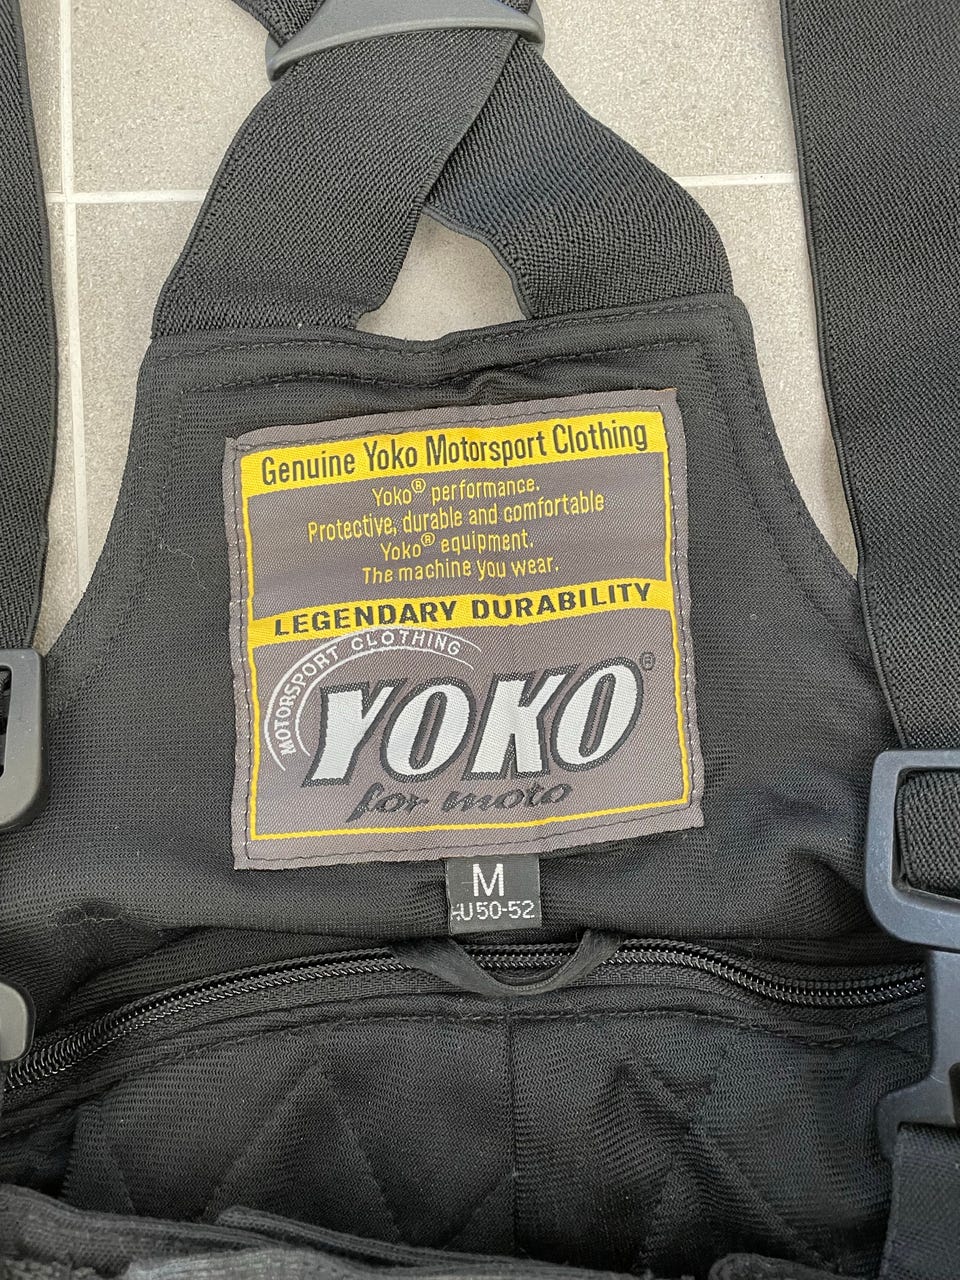 Genuine Yoko Motorsport Clothing
Yoko® performance.
Protective, durable and comfortable
Yoko® equipment.
The machine you wear.
LEGENDARY DURABILITY
MOTORSPORT CLOTHING
YOKO®
for moto
M
50-52